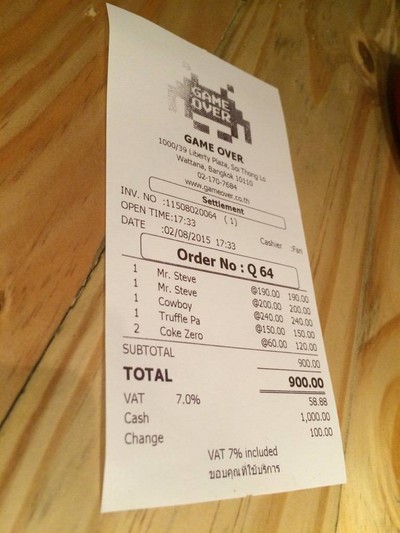 GAME
OVER
GAME OVER
1000/39 Liberty Plaza, Soi Thong Lo
Wattana, Bangkok 10110
02-170-7684
www.gameover.co.th
Settlement
INV. NO :11508020064 ( 1)
OPEN TIME:17:33
DATE :02/08/2015 17:33 Cashier :Fan
Order No : Q 64
1 Mr. Steve @190.00 190.00
1 Mr. Steve @200.00 200.00
1 Cowboy @240.00 240.00
1 Truffle Pa @150.00 150.00
2 Coke Zero @60.00 120.00
SUBTOTAL 900.00
TOTAL 900.00
VAT 7.0% 58.88
Cash 1,000.00
Change 100.00
VAT 7% included
ขอบคุณที่ใช้บริการ